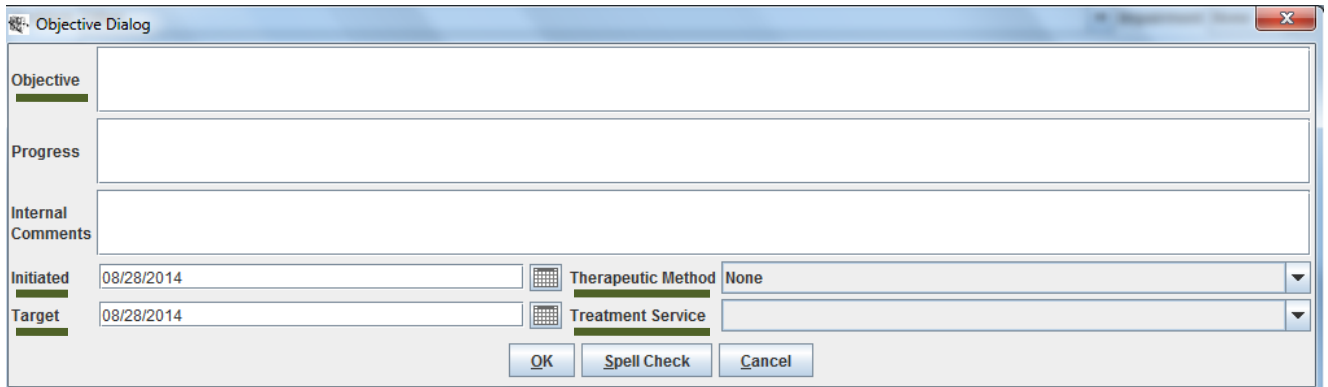 Objective Dialog
Objective
Progress
Internal
Comments
Initiated 08/28/2014 Therapeutic Method None
Target 08/28/2014 Treatment Service
OK Spell Check Cancel